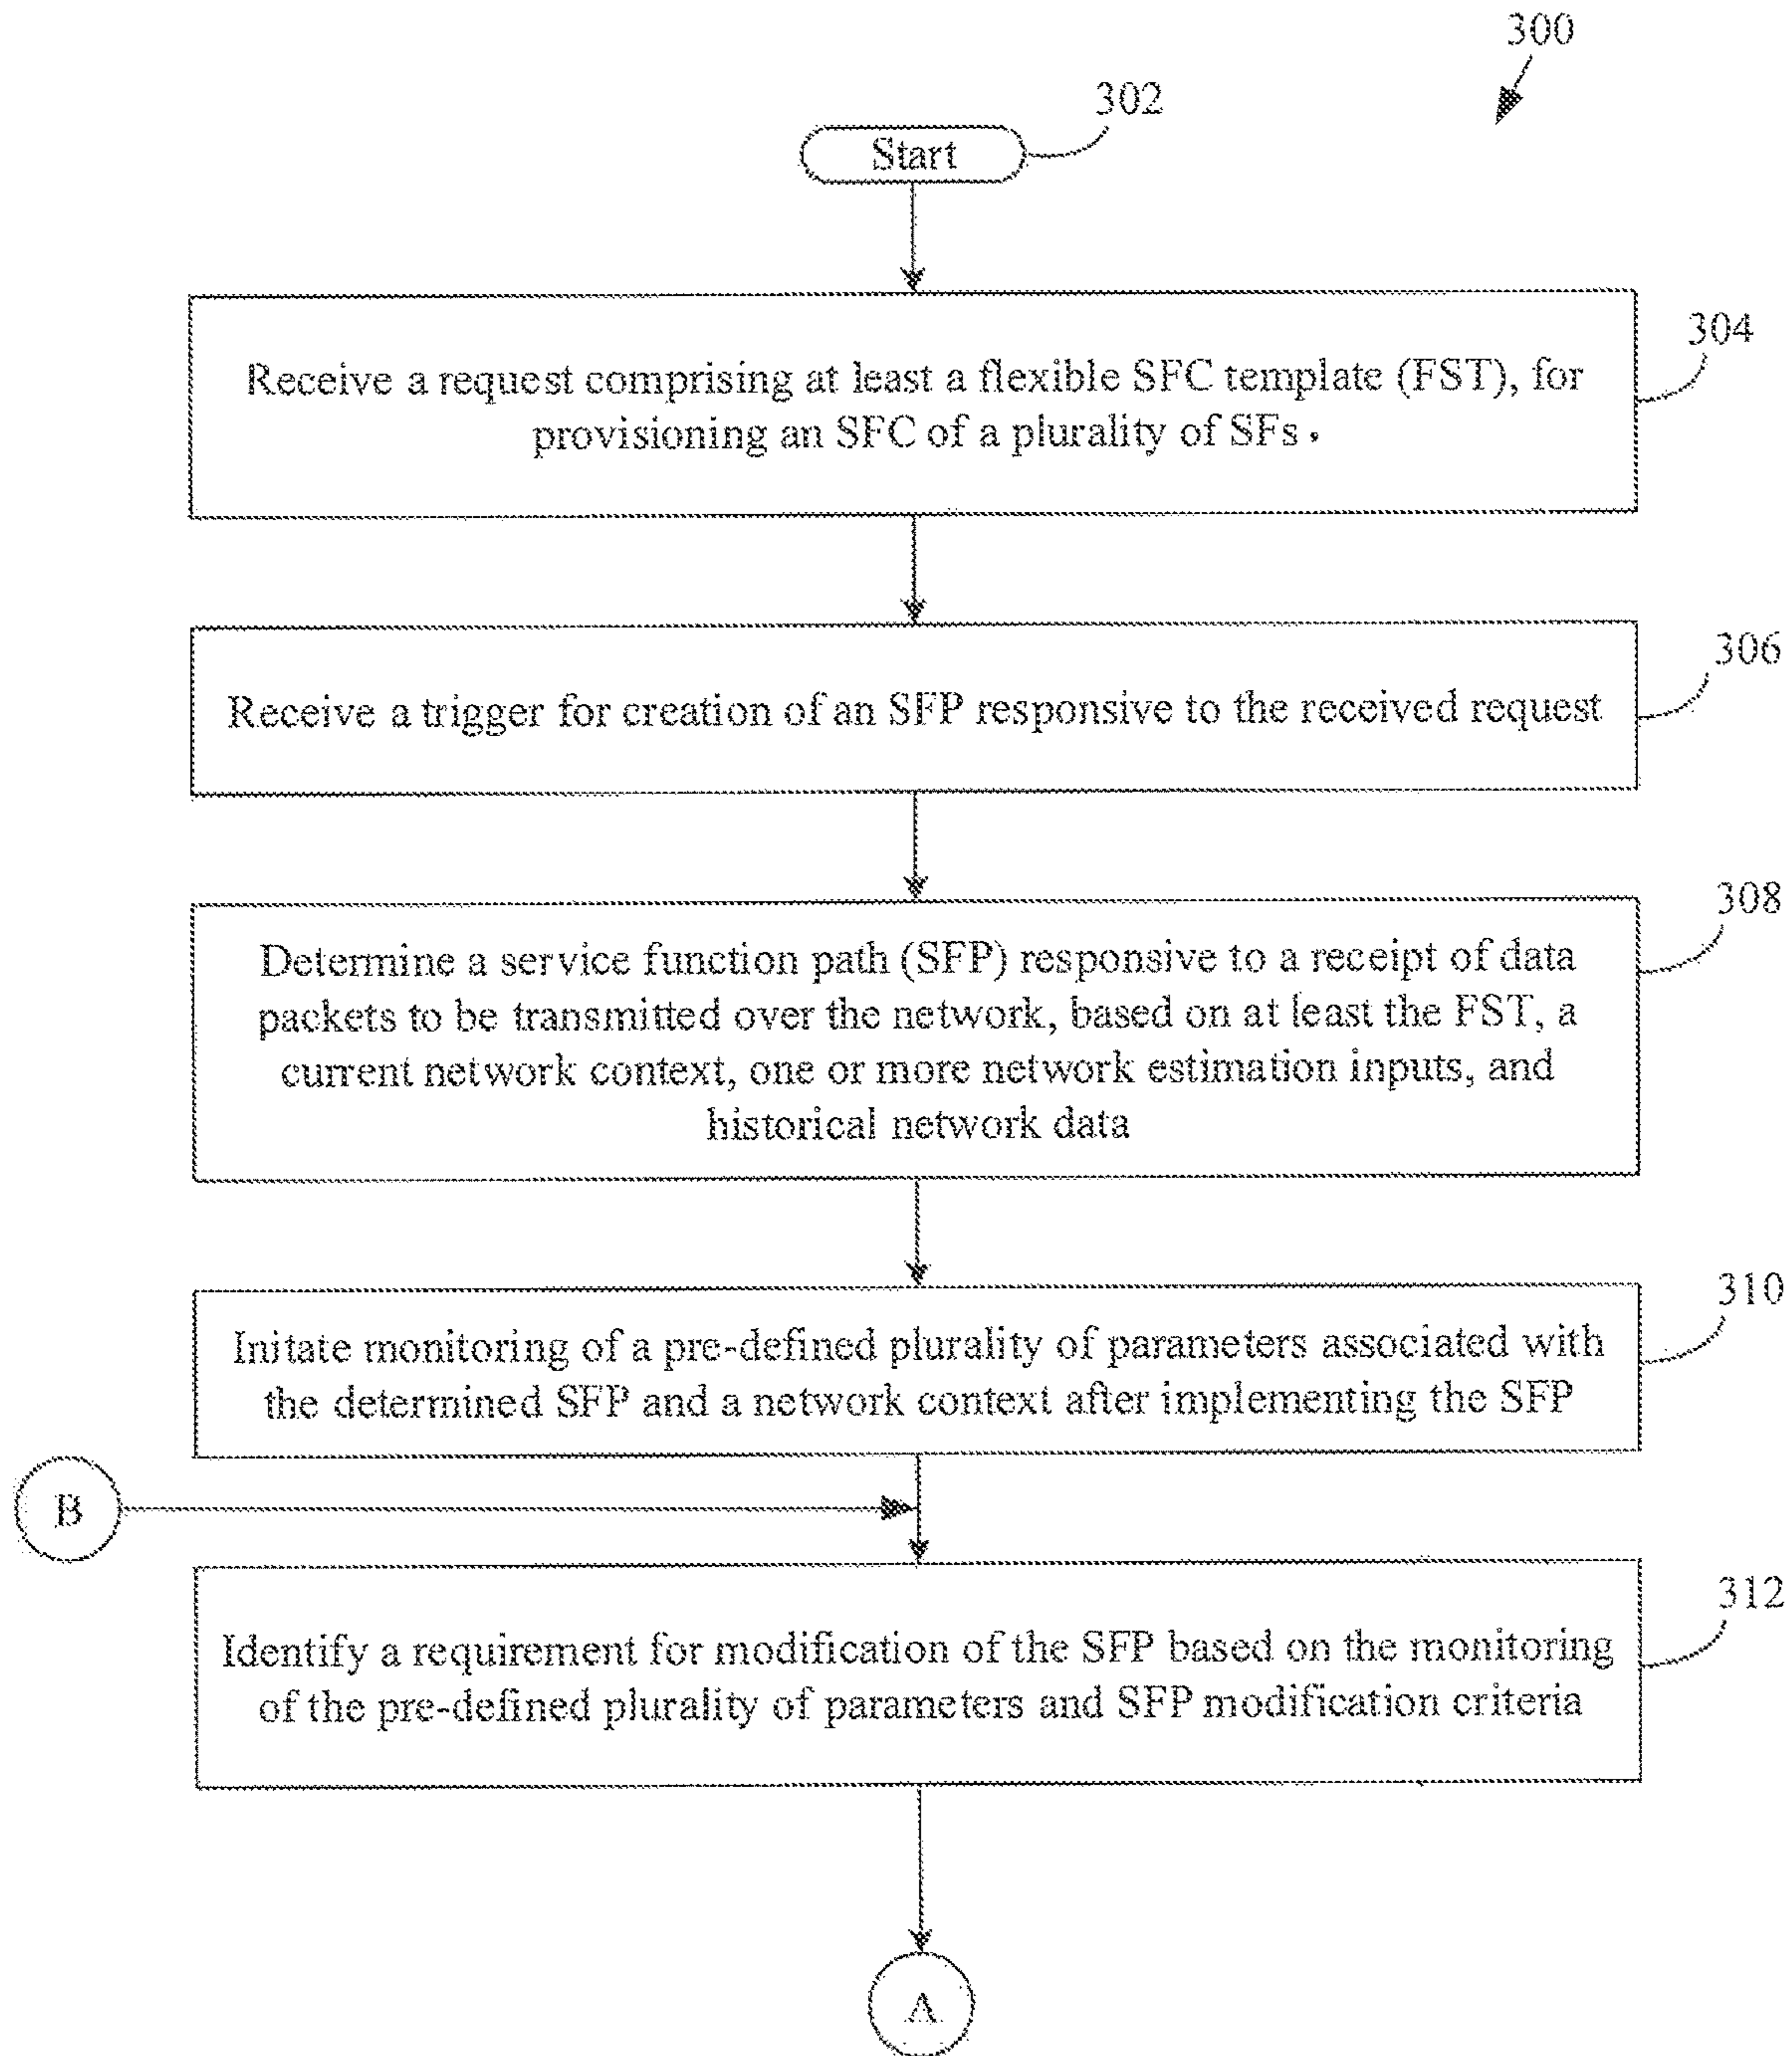 300
302
Start
304
Receive a request comprising at least a flexible SFC template (FST), for
provisioning an SFC of a plurality of SFs.
306
Receive a trigger for creation of an SFP responsive to the received request
308
Determine a service function path (SFP) responsive to a receipt of data
packets to be transmitted over the network, based on at least the FST, a
current network context, one or more network estimation inputs, and
historical network data
310
Initate monitoring of a pre-defined plurality of parameters associated with
the determined SFP and a network context after implementing the SFP
B
312
Identify a requirement for modification of the SFP based on the monitoring
of the pre-defined plurality of parameters and SFP modification criteria
A